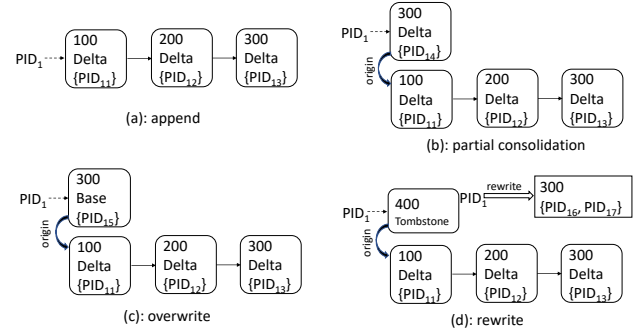 PID1
100
Delta
{PID11}
200
Delta
{PID12}
300
Delta
{PID13}
(a): append
PID1
300
Delta
{PID14}
origin
100
Delta
{PID11}
200
Delta
{PID12}
300
Delta
{PID13}
(b): partial consolidation
PID1
300
Base
{PID15}
origin
100
Delta
{PID11}
200
Delta
{PID12}
300
Delta
{PID13}
(c): overwrite
PID1
400
Tombstone
PID1
rewrite
300
{PID16, PID17}
origin
100
Delta
{PID11}
200
Delta
{PID12}
300
Delta
{PID13}
(d): rewrite